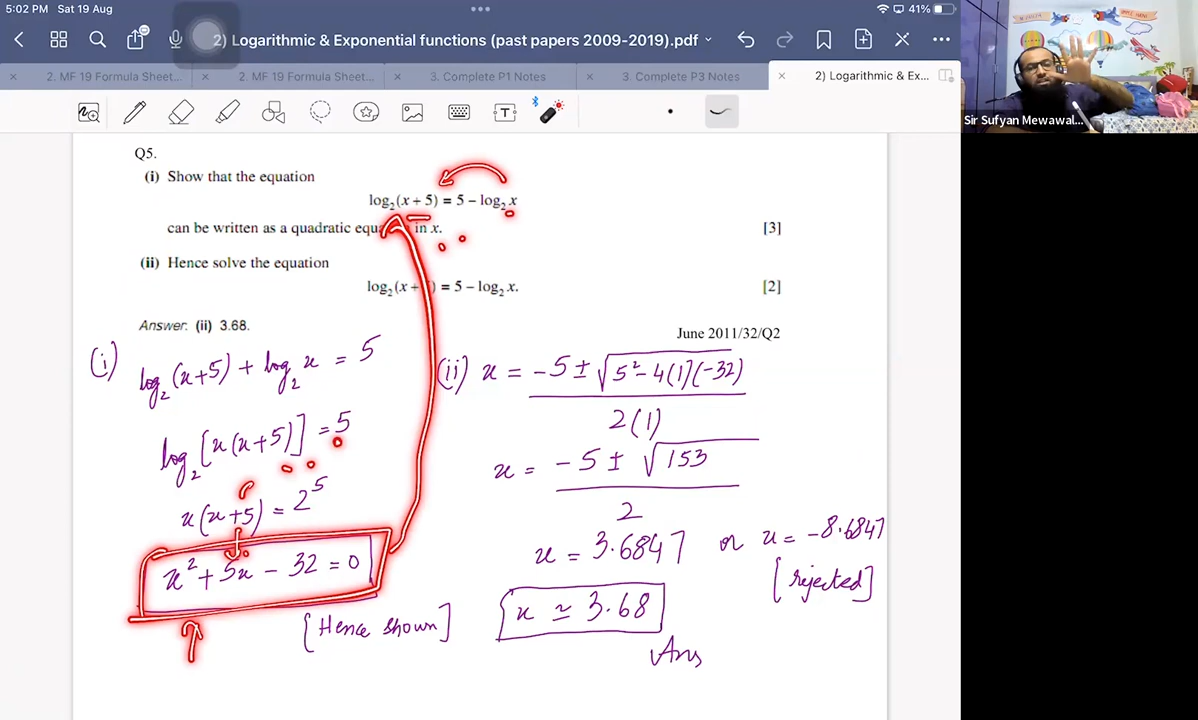 5:02 PM Sat 19 Aug
41%
2) Logarithmic & Exponential functions (past papers 2009-2019).pdf
2. MF 19 Formula Sheet...
2. MF 19 Formula Sheet...
3. Complete P1 Notes
3. Complete P3 Notes
2) Logarithmic & Ex...
Sir Sufyan Mewawal...
Q5.
(i) Show that the equation
log₂(x + 5) = 5 − log₂ x
can be written as a quadratic equ in x.
[3]
(ii) Hence solve the equation
log₂(x + ) = 5 − log₂ x.
[2]
Answer: (ii) 3.68.
June 2011/32/Q2
(i)
log₂(x+5) + log₂ x = 5
log₂[x(x+5)] = 5
x(x+5) = 2⁵
x² + 5x − 32 = 0
[Hence shown]
(ii) x = −5 ± √5² − 4(1)(−32)
2(1)
x = −5 ± √153
2
x = 3.6847 or x = −8.6847
[rejected]
x ≃ 3.68
Ans